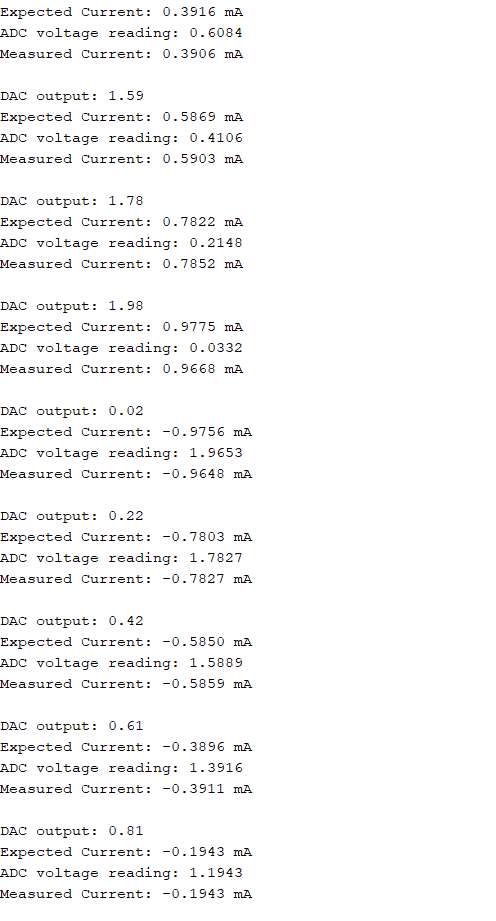 Expected Current: 0.3916 mA
ADC voltage reading: 0.6084
Measured Current: 0.3906 mA

DAC output: 1.59
Expected Current: 0.5869 mA
ADC voltage reading: 0.4106
Measured Current: 0.5903 mA

DAC output: 1.78
Expected Current: 0.7822 mA
ADC voltage reading: 0.2148
Measured Current: 0.7852 mA

DAC output: 1.98
Expected Current: 0.9775 mA
ADC voltage reading: 0.0332
Measured Current: 0.9668 mA

DAC output: 0.02
Expected Current: -0.9756 mA
ADC voltage reading: 1.9653
Measured Current: -0.9648 mA

DAC output: 0.22
Expected Current: -0.7803 mA
ADC voltage reading: 1.7827
Measured Current: -0.7827 mA

DAC output: 0.42
Expected Current: -0.5850 mA
ADC voltage reading: 1.5889
Measured Current: -0.5859 mA

DAC output: 0.61
Expected Current: -0.3896 mA
ADC voltage reading: 1.3916
Measured Current: -0.3911 mA

DAC output: 0.81
Expected Current: -0.1943 mA
ADC voltage reading: 1.1943
Measured Current: -0.1943 mA